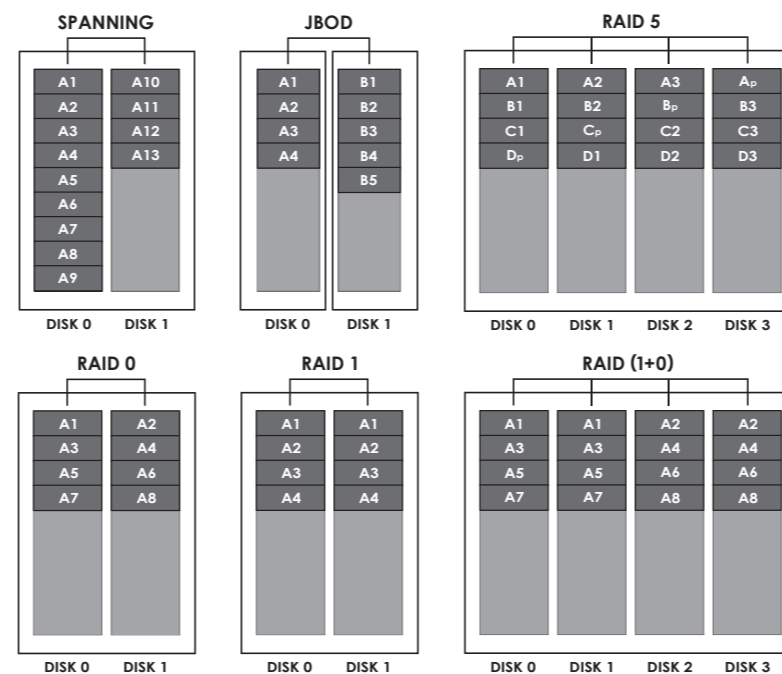 SPANNING
A1 A10
A2 A11
A3 A12
A4 A13
A5
A6
A7
A8
A9
DISK 0 DISK 1
JBOD
A1 B1
A2 B2
A3 B3
A4 B4
B5
DISK 0 DISK 1
RAID 5
A1 A2 A3 Ap
B1 B2 Bp B3
C1 Cp C2 C3
Dp D1 D2 D3
DISK 0 DISK 1 DISK 2 DISK 3
RAID 0
A1 A2
A3 A4
A5 A6
A7 A8
DISK 0 DISK 1
RAID 1
A1 A1
A2 A2
A3 A3
A4 A4
DISK 0 DISK 1
RAID (1+0)
A1 A1 A2 A2
A3 A3 A4 A4
A5 A5 A6 A6
A7 A7 A8 A8
DISK 0 DISK 1 DISK 2 DISK 3